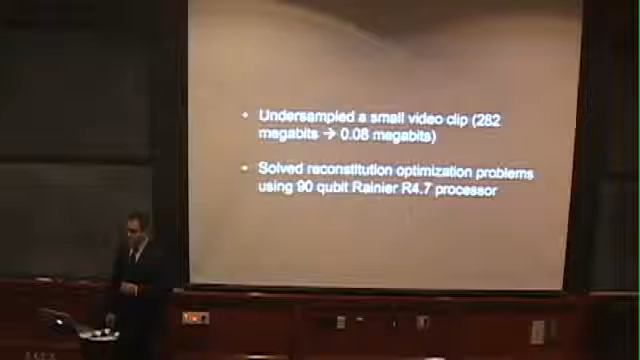 • Undersampled a small video clip (282
megabits → 0.08 megabits)
• Solved reconstitution optimization problems
using 90 qubit Rainier R4.7 processor